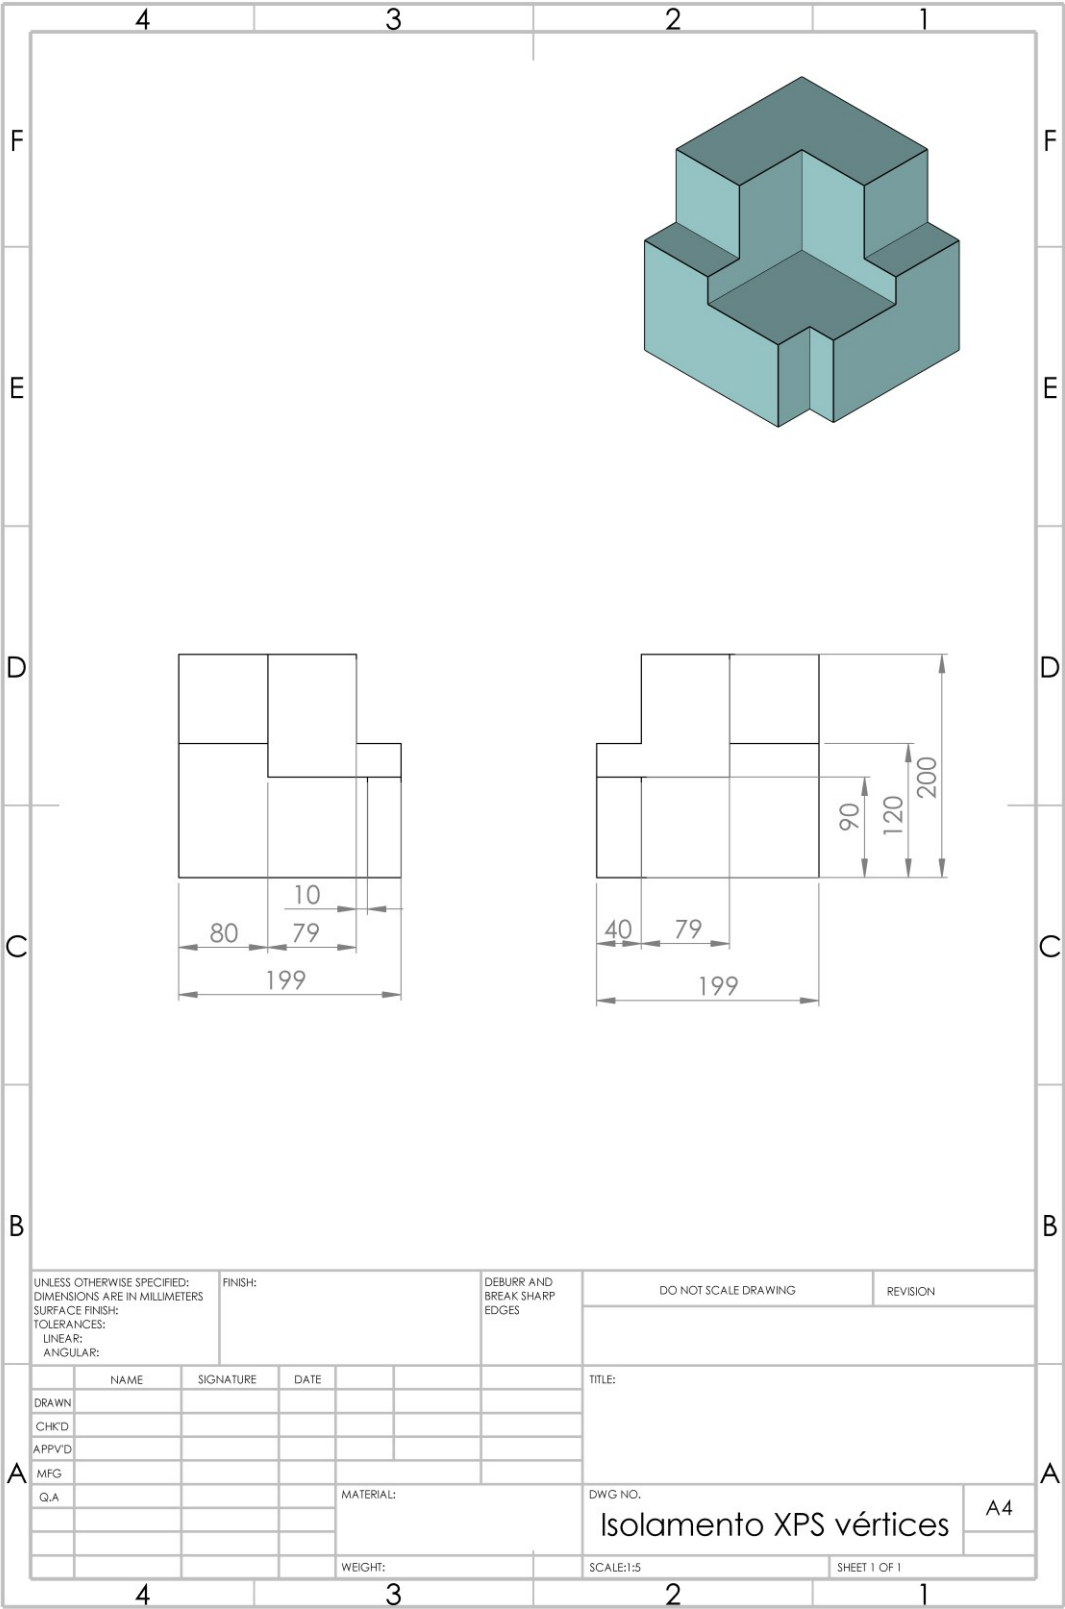 4 3 2 1
F F
E E
D D
200
120
90
10
80 79
40 79
C C
199
199
B B
UNLESS OTHERWISE SPECIFIED:
DIMENSIONS ARE IN MILLIMETERS
SURFACE FINISH:
TOLERANCES:
LINEAR:
ANGULAR:
FINISH:
DEBURR AND
BREAK SHARP
EDGES
DO NOT SCALE DRAWING
REVISION
NAME SIGNATURE DATE
TITLE:
DRAWN
CHK'D
APPV'D
MFG
A A
Q.A
MATERIAL:
DWG NO.
Isolamento XPS vértices
A4
WEIGHT:
SCALE:1:5
SHEET 1 OF 1
4 3 2 1